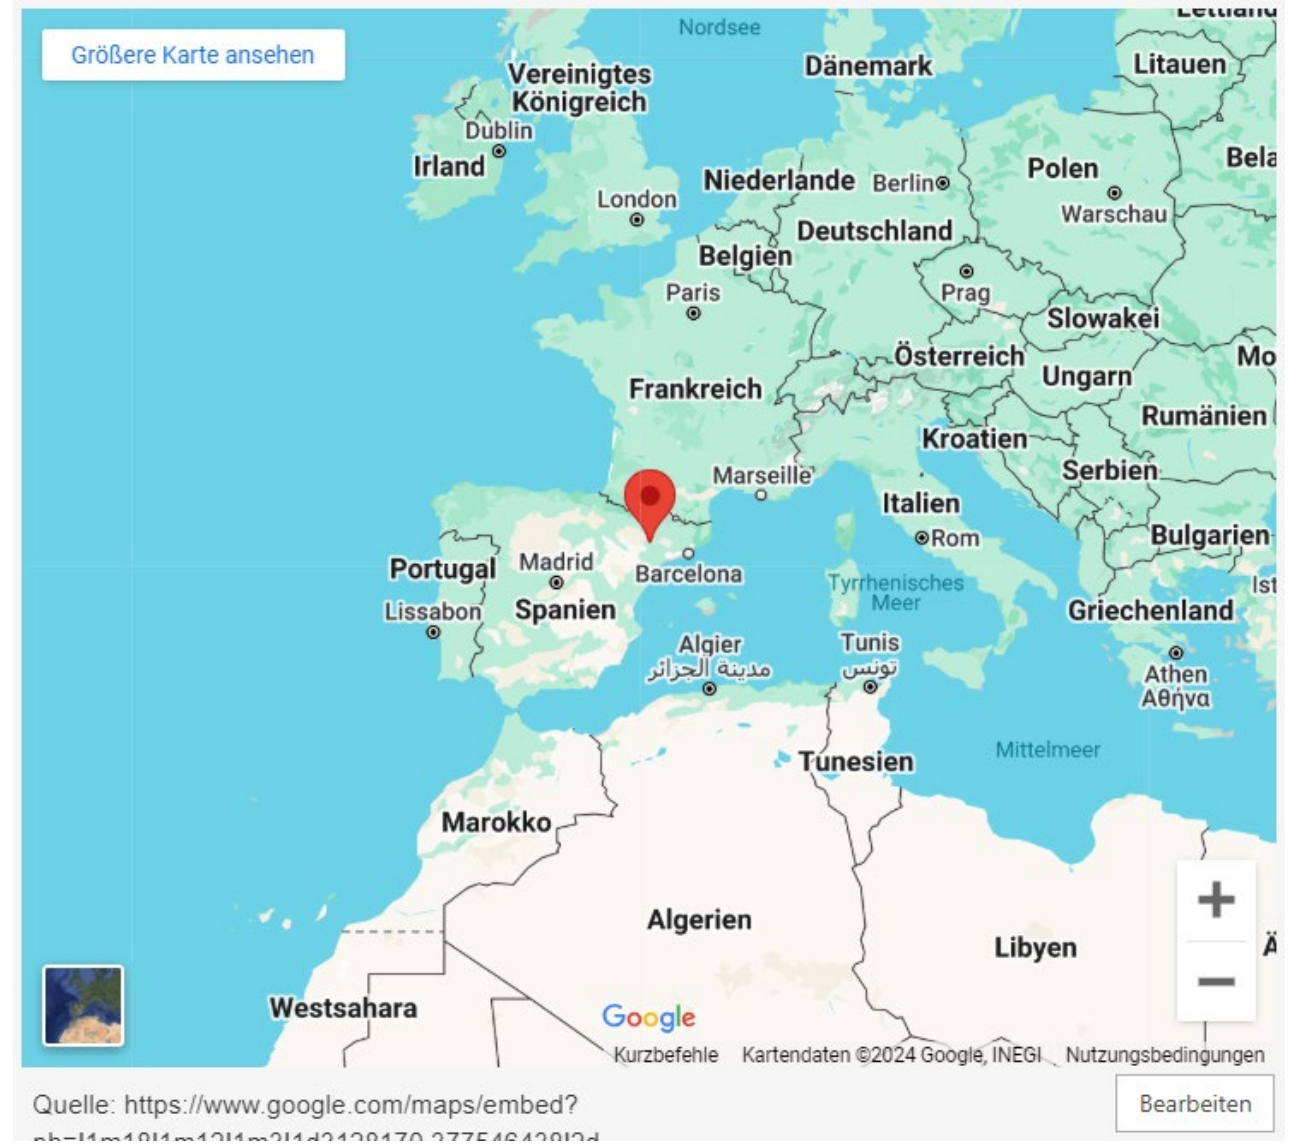 Lettland
Nordsee
Größere Karte ansehen
Vereinigtes
Königreich
Dänemark
Litauen
Dublin
Irland
Niederlande
Berlin
Polen
Bela
London
Warschau
Deutschland
Belgien
Paris
Prag
Slowakei
Österreich
Mo
Ungarn
Frankreich
Rumänien
Kroatien
Serbien
Marseille
Italien
Bulgarien
Rom
Madrid
Portugal
Barcelona
Tyrrhenisches
Meer
Ist
Lissabon
Spanien
Griechenland
Algier
مدينة الجزائر
Tunis
تونس
Athen
Αθήνα
Mittelmeer
Tunesien
Marokko
Algerien
Libyen
Ä
Westsahara
Google
Kurzbefehle Kartendaten ©2024 Google, INEGI Nutzungsbedingungen
Quelle: https://www.google.com/maps/embed?
Bearbeiten